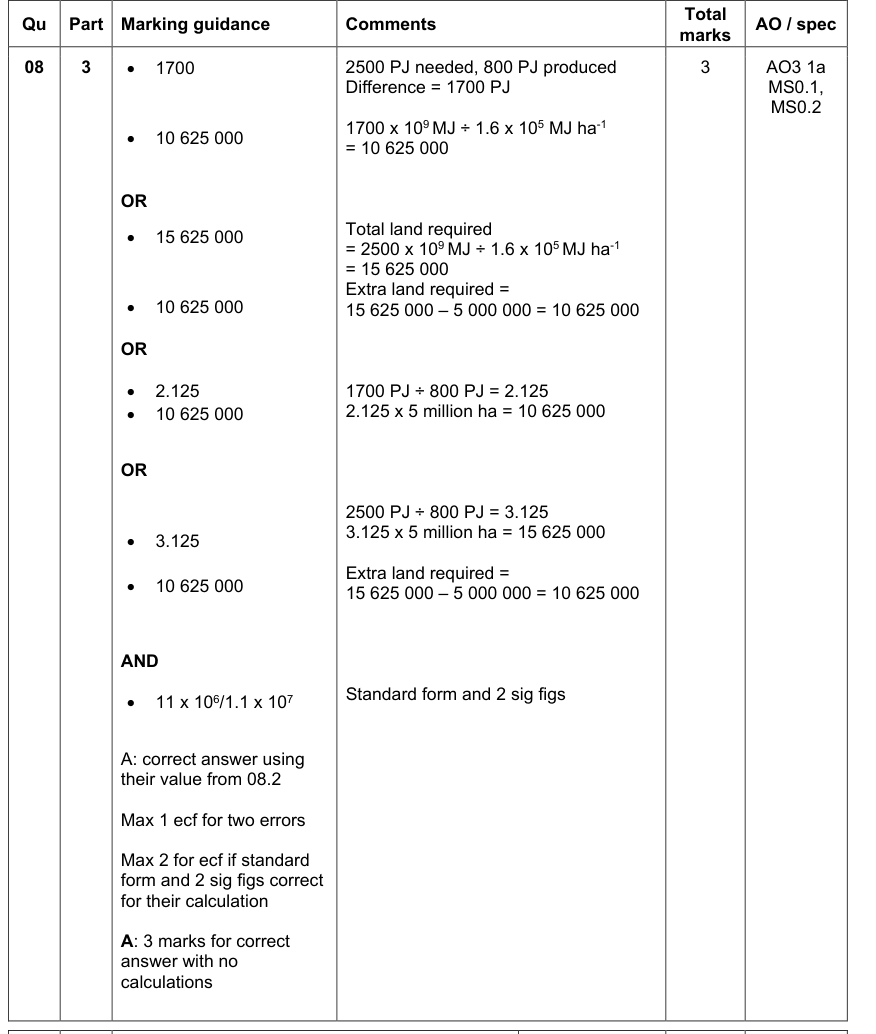 Qu Part Marking guidance Comments Total marks AO / spec
08 3 • 1700 2500 PJ needed, 800 PJ produced 3 AO3 1a
Difference = 1700 PJ MS0.1,
MS0.2
1700 x 10⁹ MJ ÷ 1.6 x 10⁵ MJ ha⁻¹
• 10 625 000 = 10 625 000
OR
Total land required
• 15 625 000 = 2500 x 10⁹ MJ ÷ 1.6 x 10⁵ MJ ha⁻¹
= 15 625 000
Extra land required =
• 10 625 000 15 625 000 – 5 000 000 = 10 625 000
OR
• 2.125 1700 PJ ÷ 800 PJ = 2.125
• 10 625 000 2.125 x 5 million ha = 10 625 000
OR
2500 PJ ÷ 800 PJ = 3.125
3.125 x 5 million ha = 15 625 000
• 3.125
Extra land required =
• 10 625 000 15 625 000 – 5 000 000 = 10 625 000
AND
• 11 x 10⁶/1.1 x 10⁷ Standard form and 2 sig figs
A: correct answer using
their value from 08.2
Max 1 ecf for two errors
Max 2 for ecf if standard
form and 2 sig figs correct
for their calculation
A: 3 marks for correct
answer with no
calculations